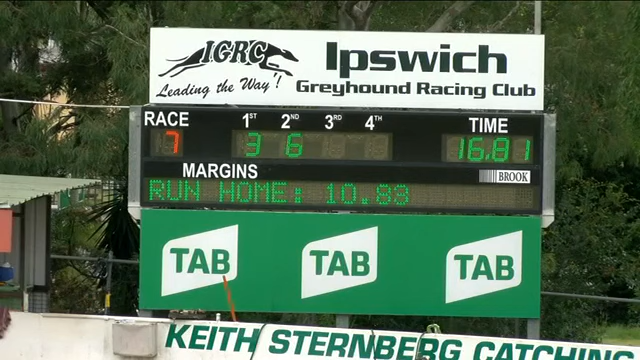 IGRC
Leading the Way!
Ipswich
Greyhound Racing Club
RACE 1ST 2ND 3RD 4TH TIME
7 3 6 16.81
MARGINS BROOK
RUN HOME: 10.83
TAB TAB TAB
KEITH STERNBERG CATCHING